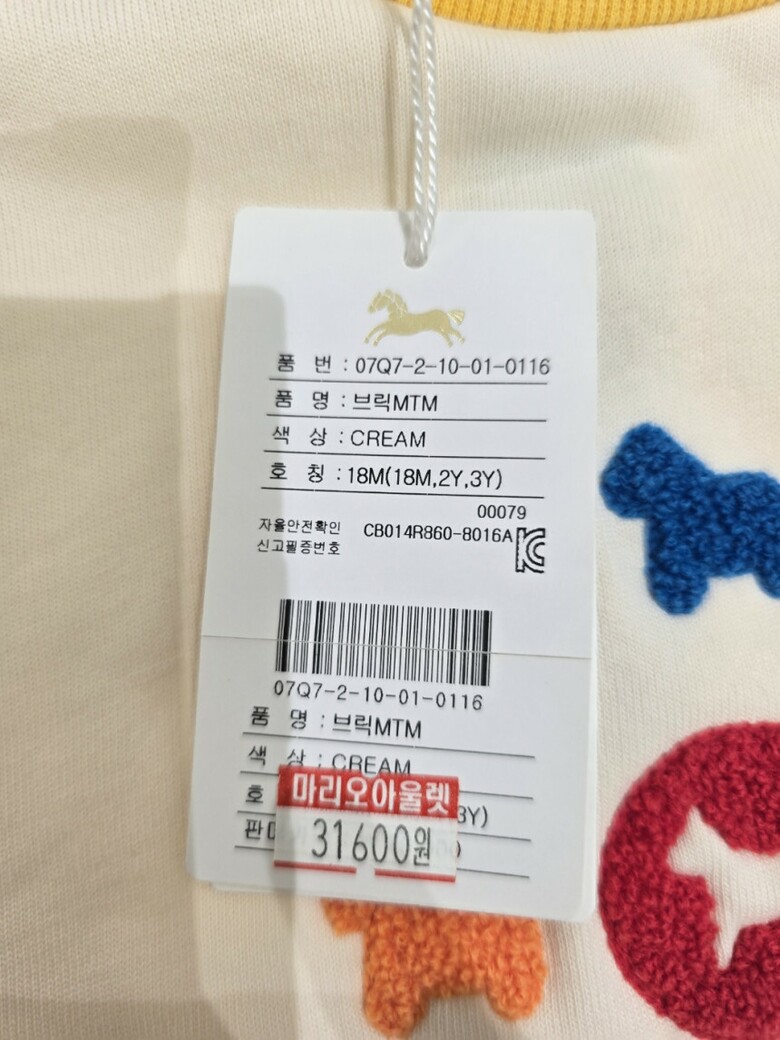 품 번 : 07Q7-2-10-01-0116
품 명 : 브릭MTM
색 상 : CREAM
호 칭 : 18M(18M,2Y,3Y)
00079
자율안전확인 CB014R860-8016A
신고필증번호
07Q7-2-10-01-0116
품 명 : 브릭MTM
색 상 : CREAM
호 3Y)
마리오아울렛
31600원